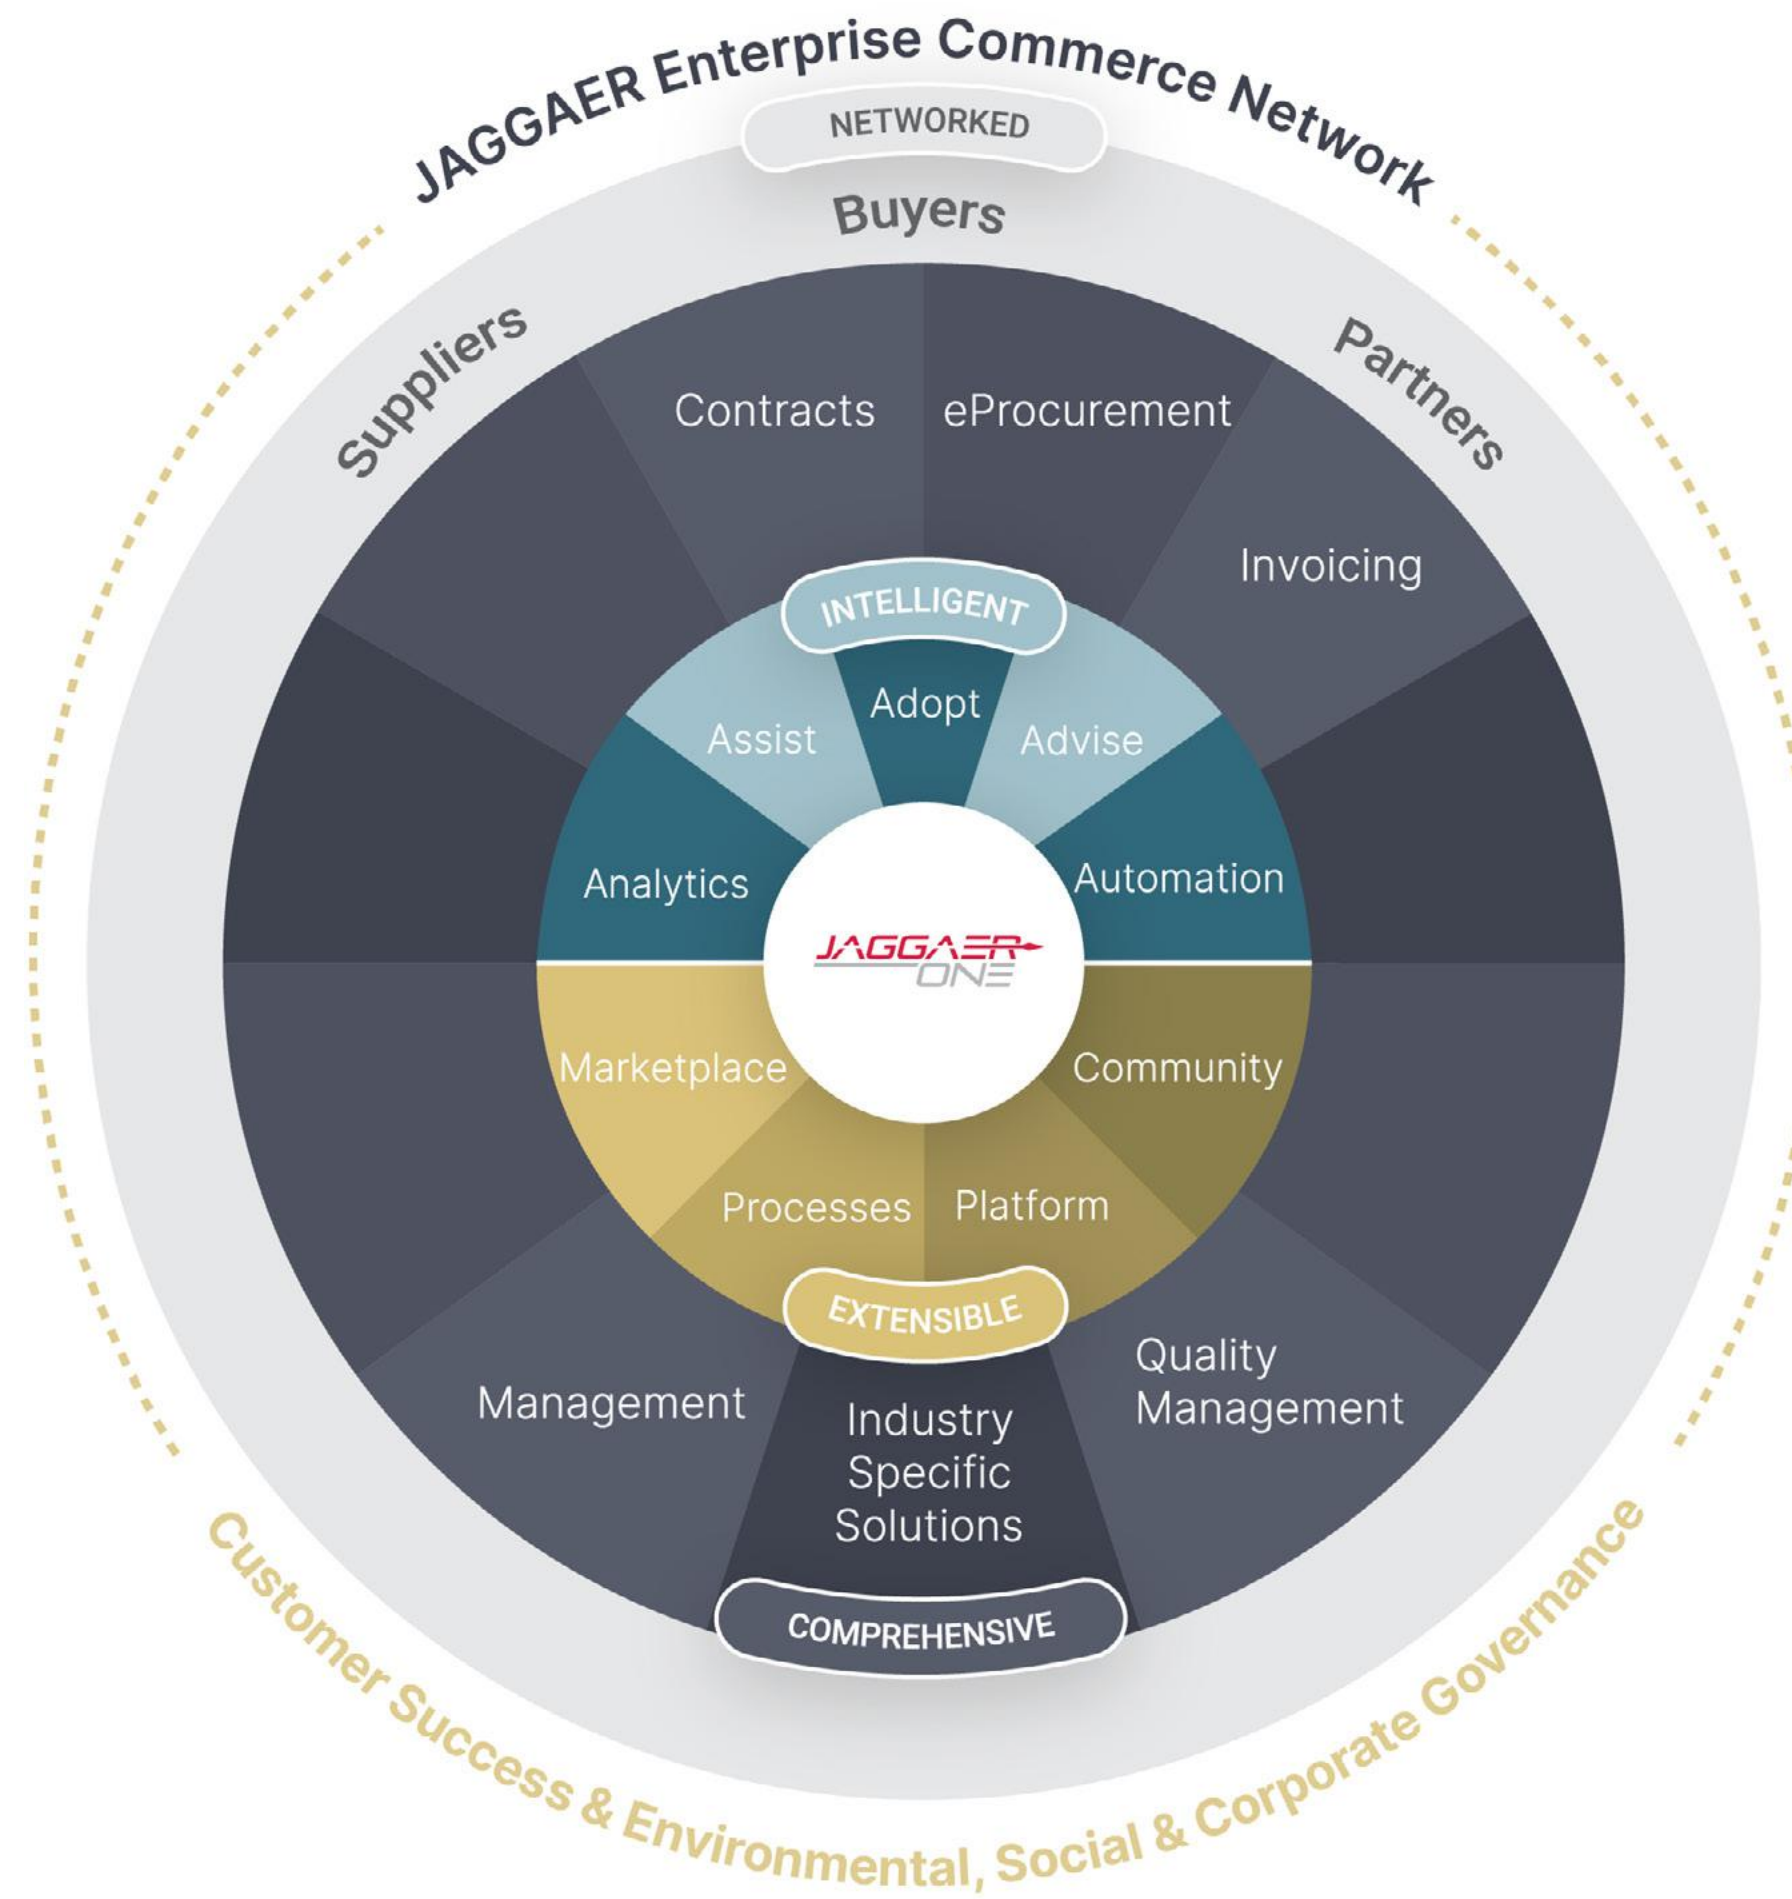 JAGGAER Enterprise Commerce Network
NETWORKED
Buyers
Suppliers
Partners
Contracts
eProcurement
Invoicing
INTELLIGENT
Adopt
Assist
Advise
Analytics
Automation
JAGGAER
ONE
Marketplace
Community
Processes
Platform
EXTENSIBLE
Management
Quality
Management
Industry
Specific
Solutions
COMPREHENSIVE
Customer Success & Environmental, Social & Corporate Governance